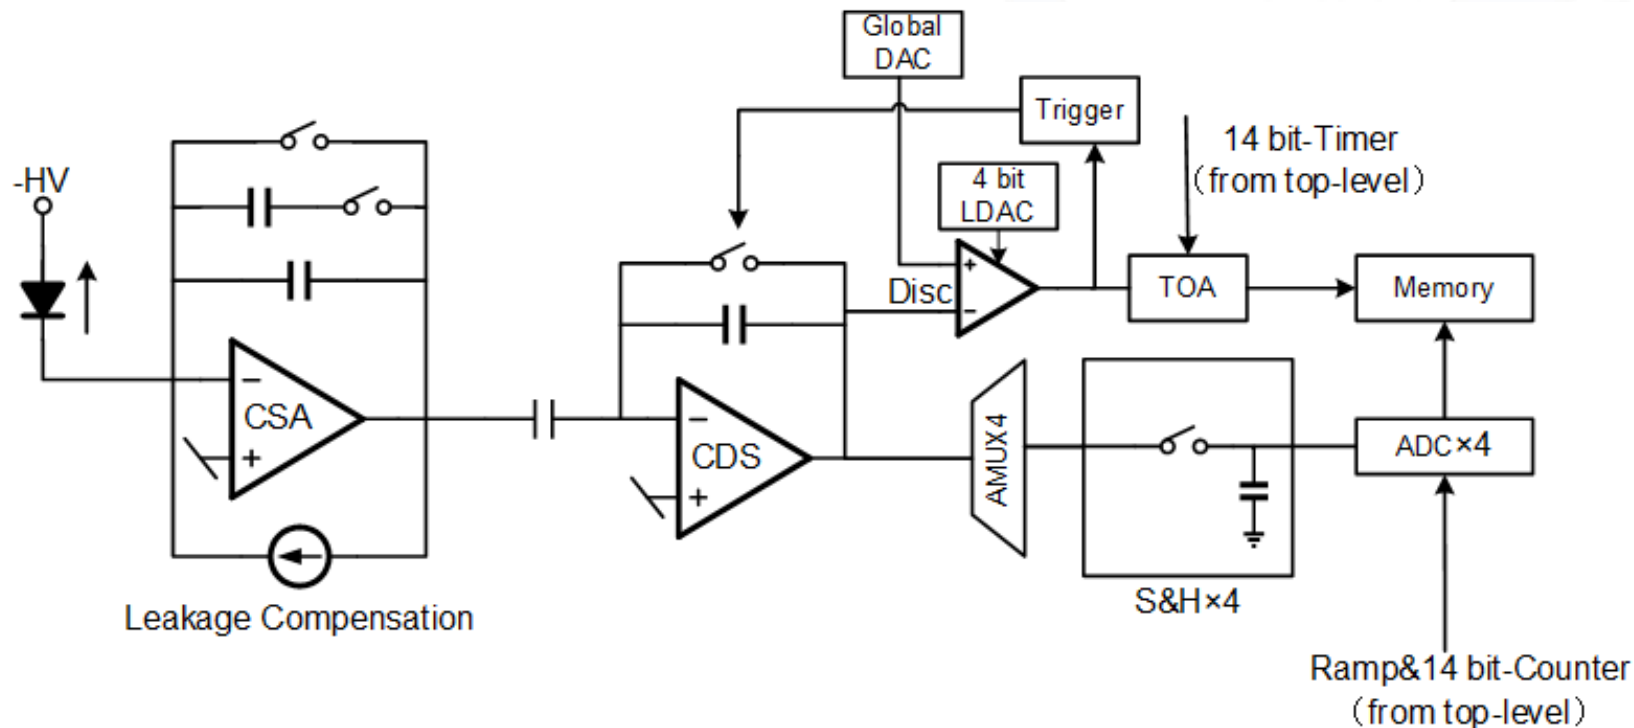 Global
DAC
Trigger
14 bit-Timer
（from top-level）
-HV
4 bit
LDAC
+
Disc
−
TOA
Memory
−
CSA
+
−
CDS
+
AMUX4
ADC×4
S&H×4
Leakage Compensation
Ramp&14 bit-Counter
（from top-level）